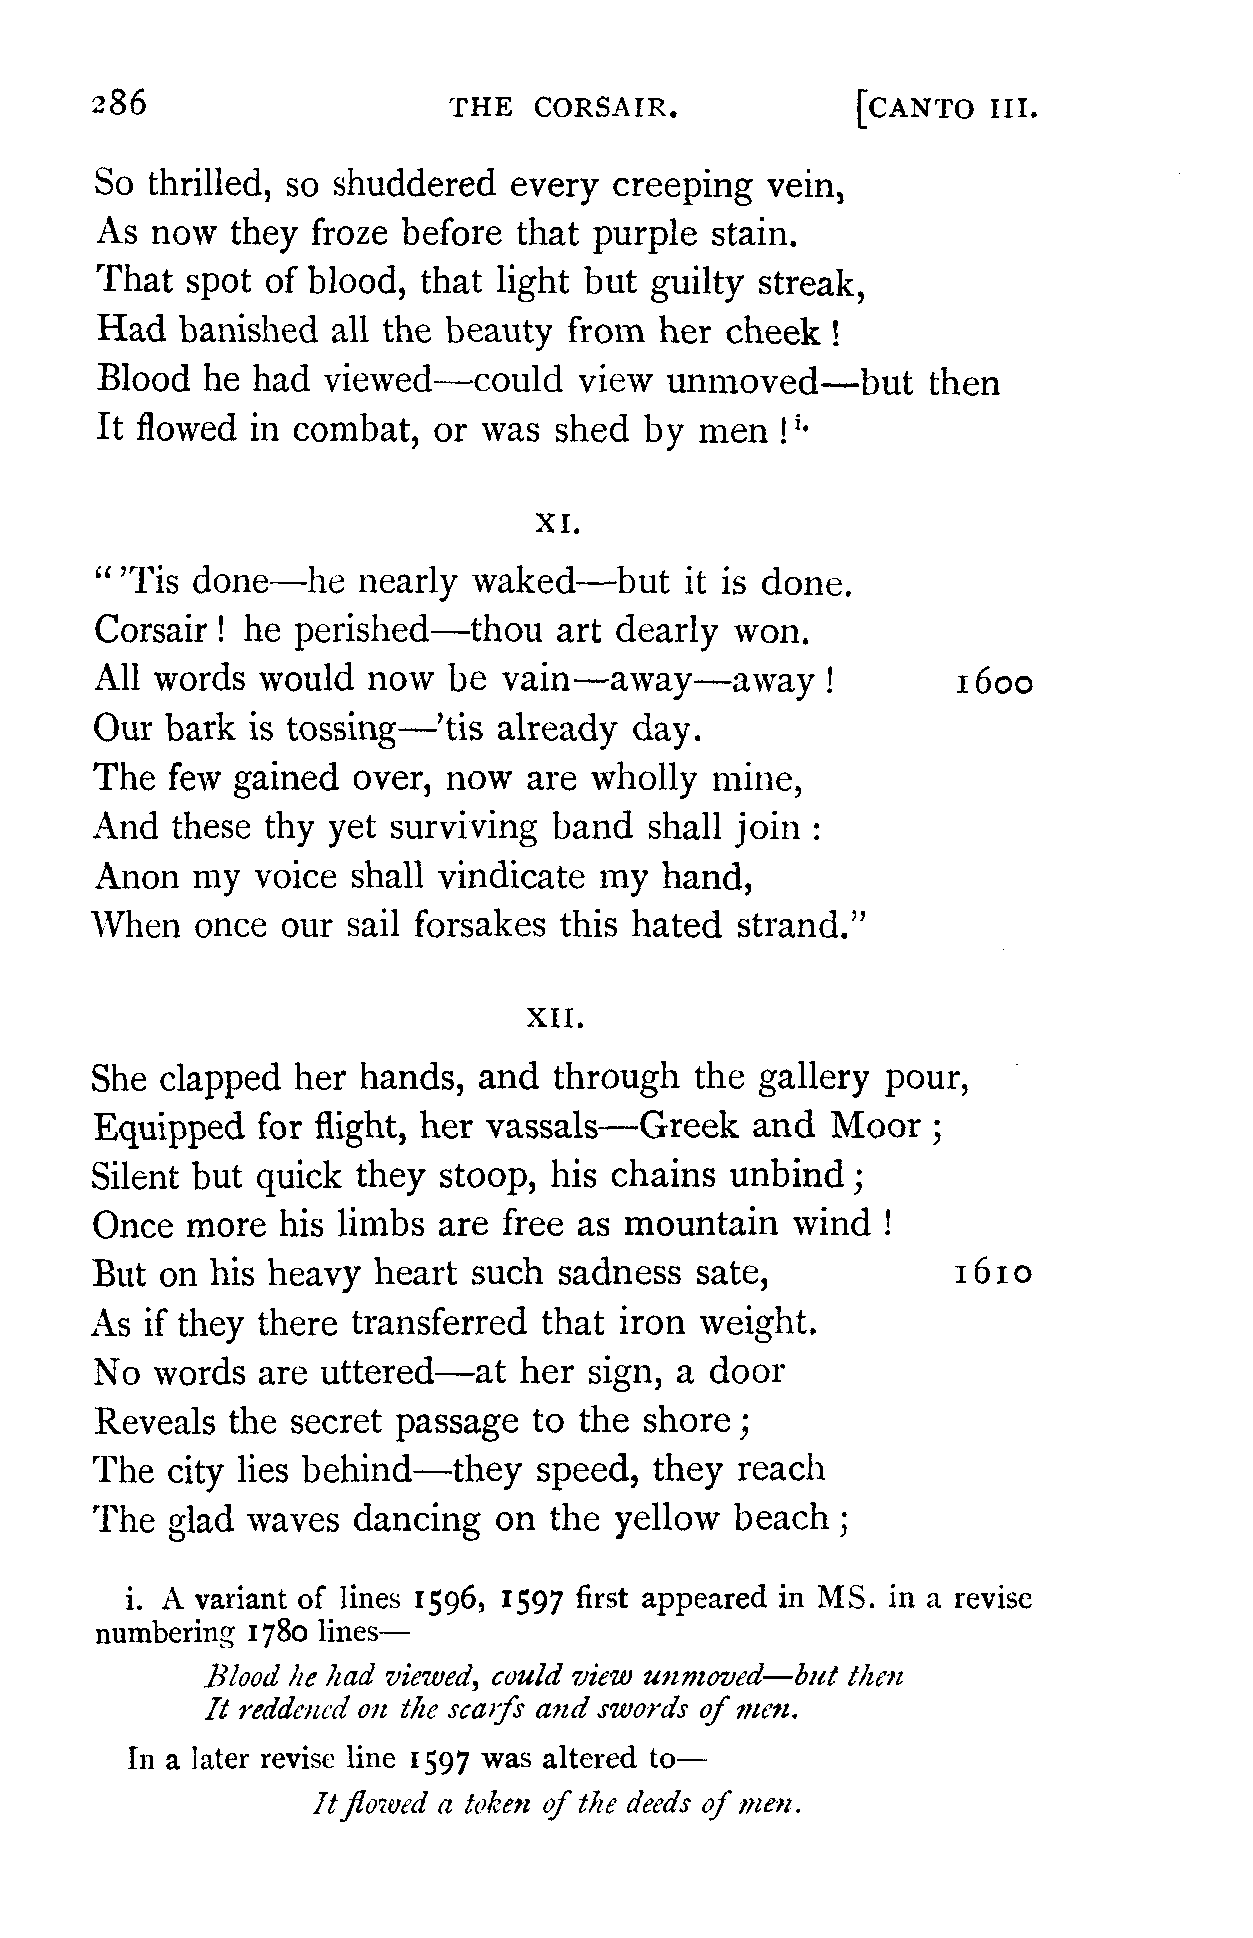 286 THE CORSAIR. [CANTO III.
So thrilled, so shuddered every creeping vein,
As now they froze before that purple stain.
That spot of blood, that light but guilty streak,
Had banished all the beauty from her cheek !
Blood he had viewed—could view unmoved—but then
It flowed in combat, or was shed by men ! i.
XI.
" 'Tis done—he nearly waked—but it is done.
Corsair ! he perished—thou art dearly won.
All words would now be vain—away—away ! 1600
Our bark is tossing—'tis already day.
The few gained over, now are wholly mine,
And these thy yet surviving band shall join :
Anon my voice shall vindicate my hand,
When once our sail forsakes this hated strand."
XII.
She clapped her hands, and through the gallery pour,
Equipped for flight, her vassals—Greek and Moor ;
Silent but quick they stoop, his chains unbind ;
Once more his limbs are free as mountain wind !
But on his heavy heart such sadness sate, 1610
As if they there transferred that iron weight.
No words are uttered—at her sign, a door
Reveals the secret passage to the shore ;
The city lies behind—they speed, they reach
The glad waves dancing on the yellow beach ;
i. A variant of lines 1596, 1597 first appeared in MS. in a revise
numbering 1780 lines—
Blood he had viewed, could view unmoved—but then
It reddened on the scarfs and swords of men.
In a later revise line 1597 was altered to—
It flowed a token of the deeds of men.